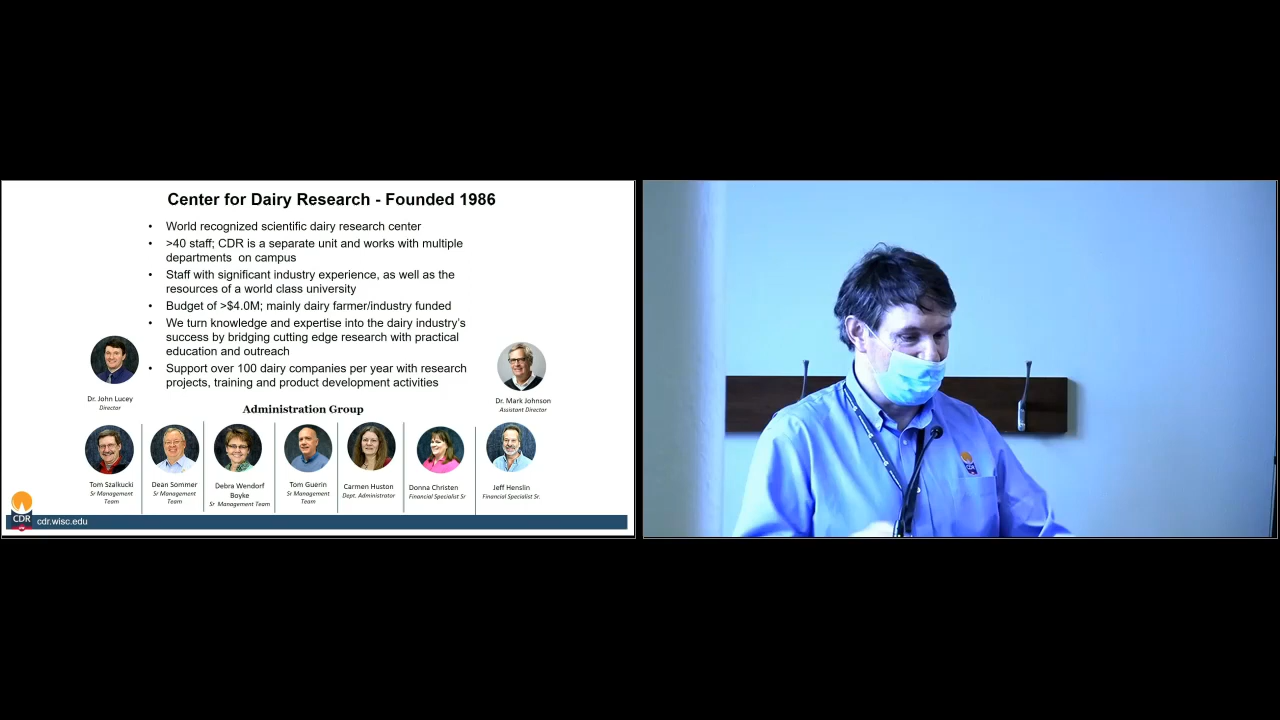 Center for Dairy Research - Founded 1986
• World recognized scientific dairy research center
• >40 staff; CDR is a separate unit and works with multiple
departments on campus
• Staff with significant industry experience, as well as the
resources of a world class university
• Budget of >$4.0M; mainly dairy farmer/industry funded
• We turn knowledge and expertise into the dairy industry's
success by bridging cutting edge research with practical
education and outreach
• Support over 100 dairy companies per year with research
projects, training and product development activities
Dr. John Lucey
Director
Dr. Mark Johnson
Assistant Director
Administration Group
Tom Szalkucki
Sr Management
Team
Dean Sommer
Sr Management
Team
Debra Wendorf
Boyke
Sr Management Team
Tom Guerin
Sr Management
Team
Carmen Huston
Dept. Administrator
Donna Christen
Financial Specialist Sr
Jeff Henslin
Financial Specialist Sr.
CDR
cdr.wisc.edu